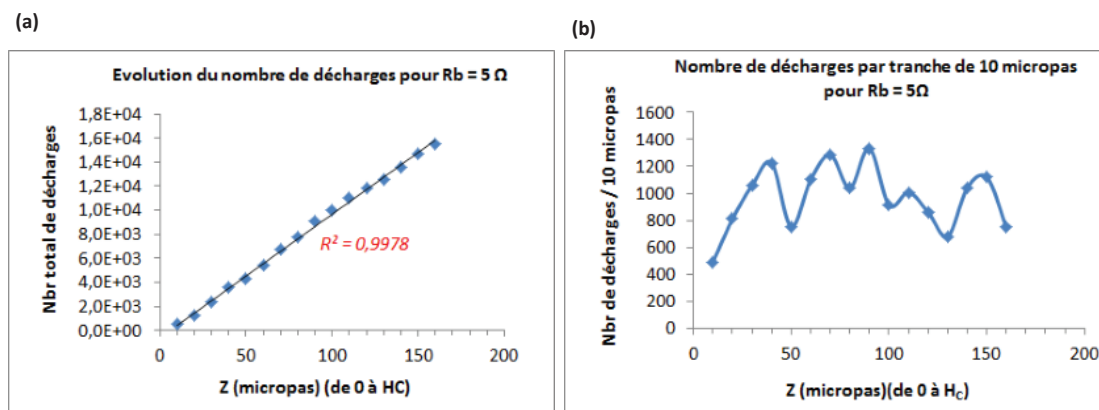 (a)
Evolution du nombre de décharges pour Rb = 5 Ω
Nbr total de décharges
1,8E+04
1,6E+04
1,4E+04
1,2E+04
1,0E+04
8,0E+03
6,0E+03
4,0E+03
2,0E+03
0,0E+00
R² = 0,9978
0 50 100 150 200
Z (micropas) (de 0 à HC)
(b)
Nombre de décharges par tranche de 10 micropas
pour Rb = 5Ω
Nbr de décharges / 10 micropas
1600
1400
1200
1000
800
600
400
200
0
0 50 100 150 200
Z (micropas)(de 0 à H_C)